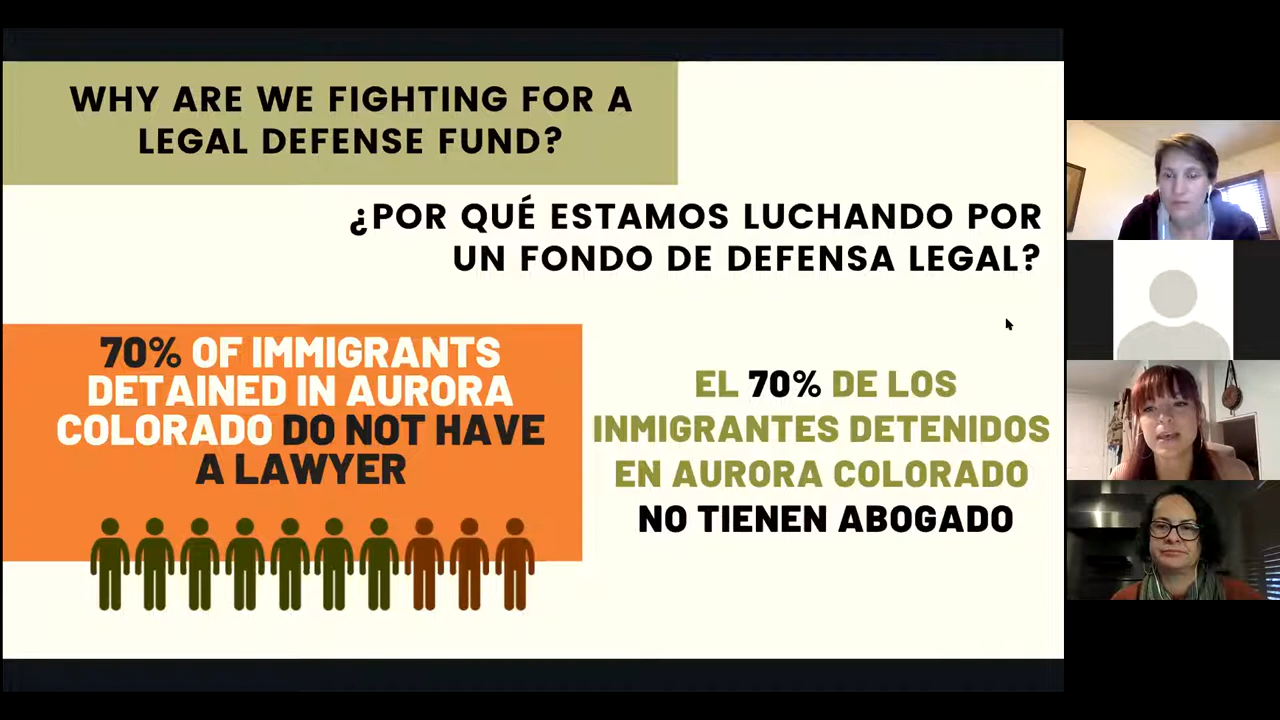 WHY ARE WE FIGHTING FOR A
LEGAL DEFENSE FUND?
¿POR QUÉ ESTAMOS LUCHANDO POR
UN FONDO DE DEFENSA LEGAL?
70% OF IMMIGRANTS
DETAINED IN AURORA
COLORADO DO NOT HAVE
A LAWYER
EL 70% DE LOS
INMIGRANTES DETENIDOS
EN AURORA COLORADO
NO TIENEN ABOGADO